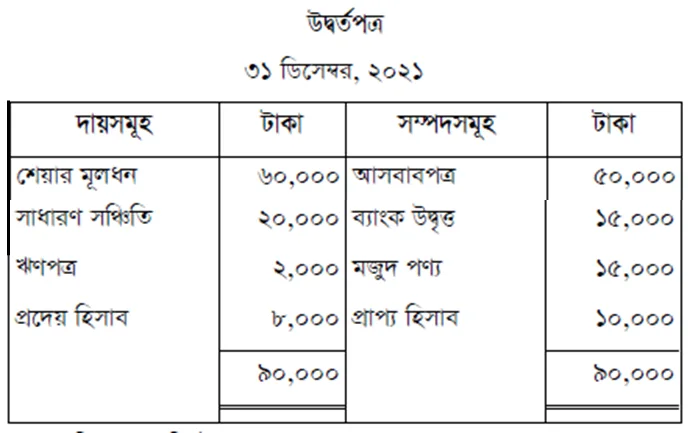 উদ্বর্তপত্র
৩১ ডিসেম্বর, ২০২১
দায়সমূহ টাকা সম্পদসমূহ টাকা
শেয়ার মূলধন ৬০,০০০ আসবাবপত্র ৫০,০০০
সাধারণ সঞ্চিতি ২০,০০০ ব্যাংক উদ্বৃত্ত ১৫,০০০
ঋণপত্র ২,০০০ মজুদ পণ্য ১৫,০০০
প্রদেয় হিসাব ৮,০০০ প্রাপ্য হিসাব ১০,০০০
৯০,০০০ ৯০,০০০